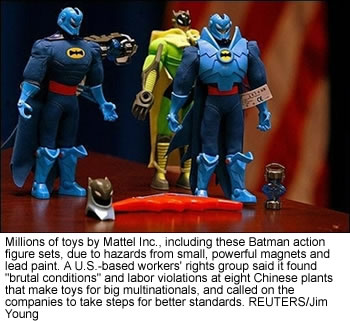 Millions of toys by Mattel Inc., including these Batman action
figure sets, due to hazards from small, powerful magnets and
lead paint. A U.S.-based workers' rights group said it found
"brutal conditions" and labor violations at eight Chinese plants
that make toys for big multinationals, and called on the
companies to take steps for better standards. REUTERS/Jim
Young